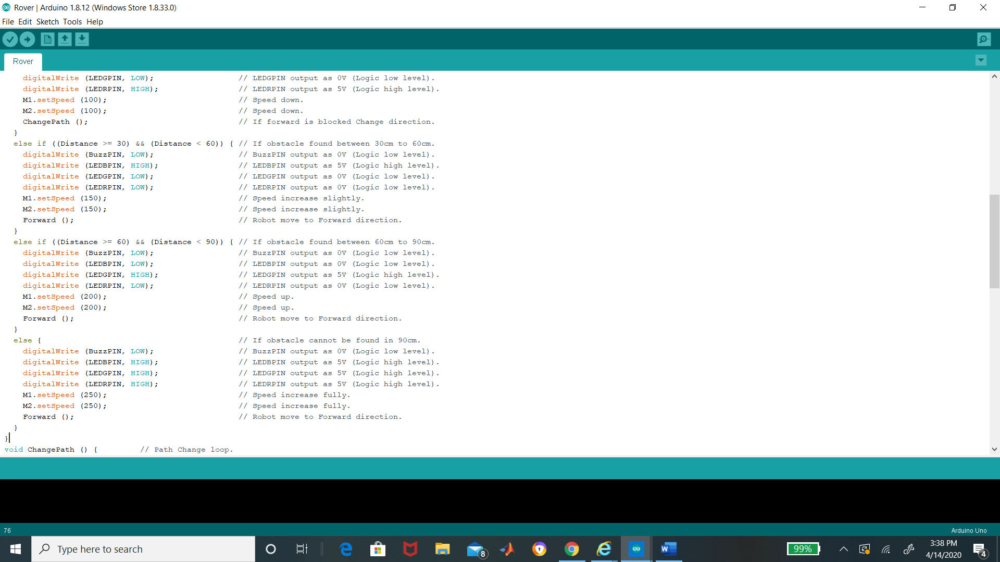 Rover | Arduino 1.8.12 (Windows Store 1.8.33.0)
File Edit Sketch Tools Help
Rover
digitalWrite (LEDGPIN, LOW); // LEDGPIN output as 0V (Logic low level).
digitalWrite (LEDRPIN, HIGH); // LEDRPIN output as 5V (Logic high level).
M1.setSpeed (100); // Speed down.
M2.setSpeed (100); // Speed down.
ChangePath (); // If forward is blocked Change direction.
}
else if ((Distance >= 30) && (Distance < 60)) { // If obstacle found between 30cm to 60cm.
digitalWrite (BuzzPIN, LOW); // BuzzPIN output as 0V (Logic low level).
digitalWrite (LEDBPIN, HIGH); // LEDBPIN output as 5V (Logic high level).
digitalWrite (LEDGPIN, LOW); // LEDGPIN output as 0V (Logic low level).
digitalWrite (LEDRPIN, LOW); // LEDRPIN output as 0V (Logic low level).
M1.setSpeed (150); // Speed increase slightly.
M2.setSpeed (150); // Speed increase slightly.
Forward (); // Robot move to Forward direction.
}
else if ((Distance >= 60) && (Distance < 90)) { // If obstacle found between 60cm to 90cm.
digitalWrite (BuzzPIN, LOW); // BuzzPIN output as 0V (Logic low level).
digitalWrite (LEDBPIN, LOW); // LEDBPIN output as 0V (Logic low level).
digitalWrite (LEDGPIN, HIGH); // LEDGPIN output as 5V (Logic high level).
digitalWrite (LEDRPIN, LOW); // LEDRPIN output as 0V (Logic low level).
M1.setSpeed (200); // Speed up.
M2.setSpeed (200); // Speed up.
Forward (); // Robot move to Forward direction.
}
else { // If obstacle cannot be found in 90cm.
digitalWrite (BuzzPIN, LOW); // BuzzPIN output as 0V (Logic low level).
digitalWrite (LEDBPIN, HIGH); // LEDBPIN output as 5V (Logic high level).
digitalWrite (LEDGPIN, HIGH); // LEDGPIN output as 5V (Logic high level).
digitalWrite (LEDRPIN, HIGH); // LEDRPIN output as 5V (Logic high level).
M1.setSpeed (250); // Speed increase fully.
M2.setSpeed (250); // Speed increase fully.
Forward (); // Robot move to Forward direction.
}
}
void ChangePath () { // Path Change loop.
76 Arduino Uno
Type here to search
8
W
99%
3:38 PM
4/14/2020
4